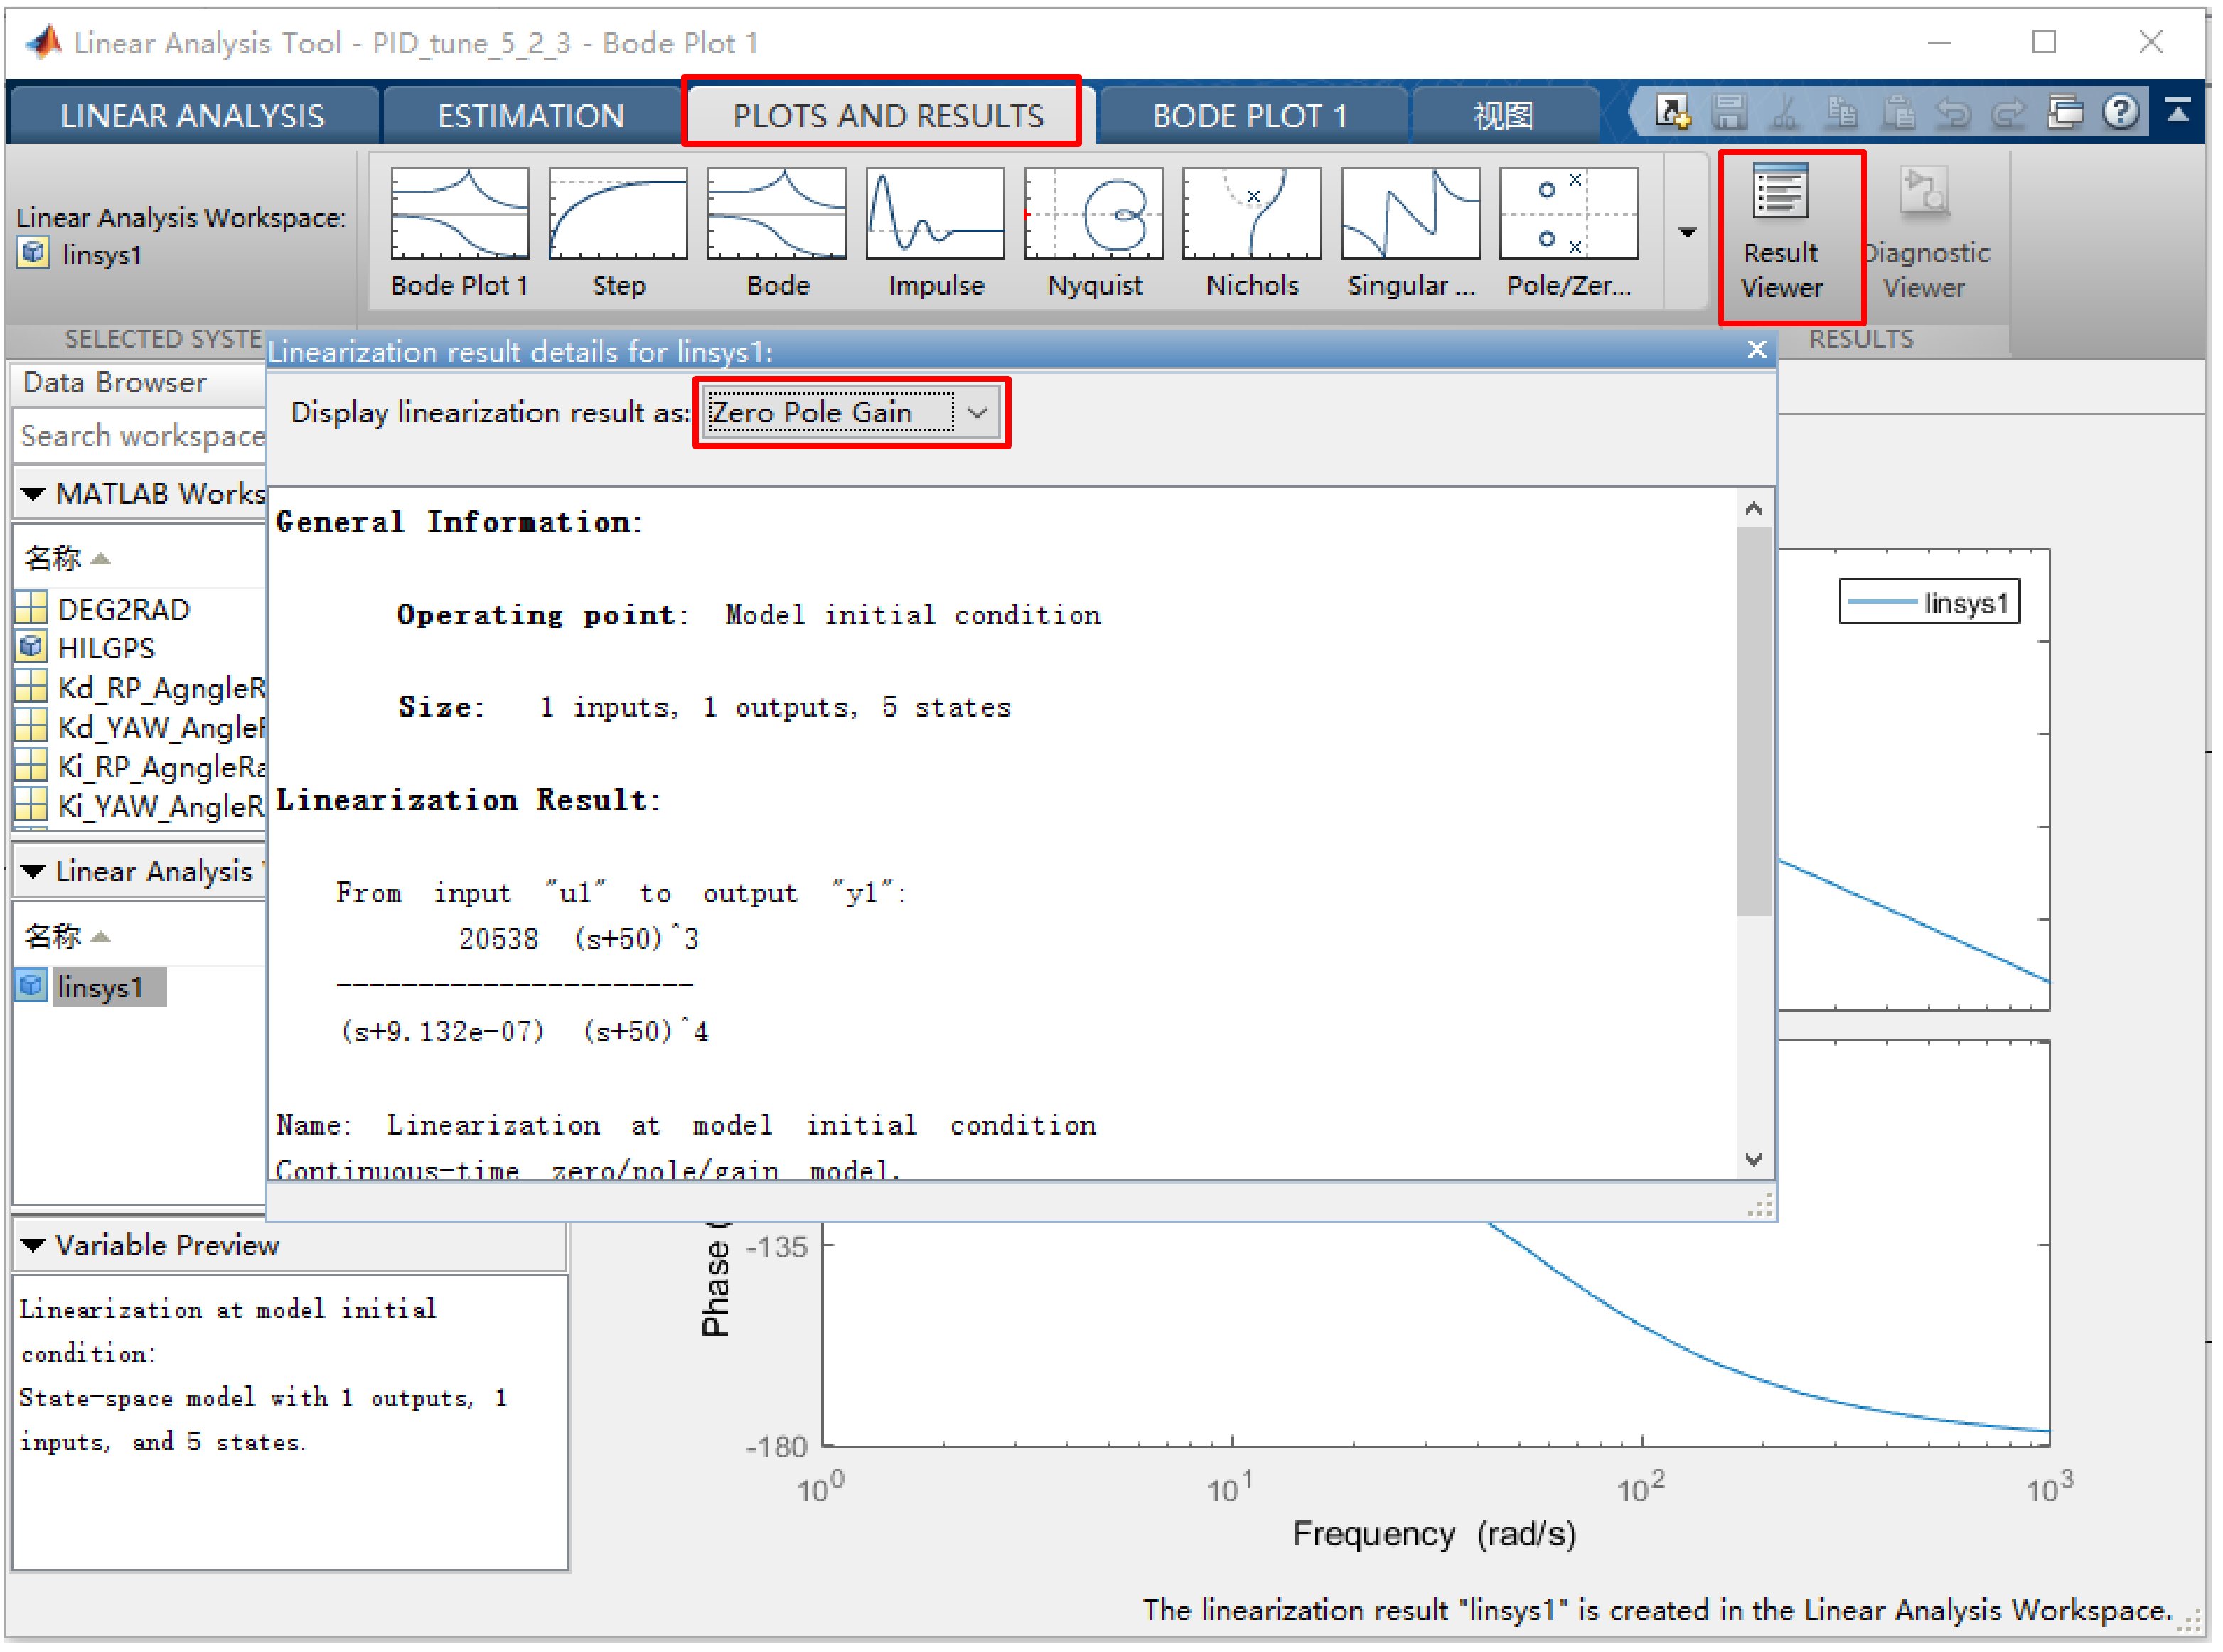 Linear Analysis Tool - PID_tune_5_2_3 - Bode Plot 1
LINEAR ANALYSIS
ESTIMATION
PLOTS AND RESULTS
BODE PLOT 1
视图
Linear Analysis Workspace:
linsys1
Bode Plot 1
Step
Bode
Impulse
Nyquist
Nichols
Singular ...
Pole/Zer...
Result
Viewer
Diagnostic
Viewer
SELECTED SYSTE
RESULTS
Linearization result details for linsys1:
Display linearization result as:
Zero Pole Gain
General Information:
Operating point: Model initial condition
Size: 1 inputs, 1 outputs, 5 states
Linearization Result:
From input "u1" to output "y1":
20538 (s+50)^3
----------------------
(s+9.132e-07) (s+50)^4
Name: Linearization at model initial condition
Continuous-time zero/pole/gain model.
Data Browser
Search workspace
MATLAB Works
名称
DEG2RAD
HILGPS
Kd_RP_AgngleR
Kd_YAW_AngleR
Ki_RP_AgngleRa
Ki_YAW_AngleR
Linear Analysis
名称
linsys1
Variable Preview
Linearization at model initial
condition:
State-space model with 1 outputs, 1
inputs, and 5 states.
linsys1
Phase
-135
-180
10^0
10^1
10^2
10^3
Frequency (rad/s)
The linearization result "linsys1" is created in the Linear Analysis Workspace.